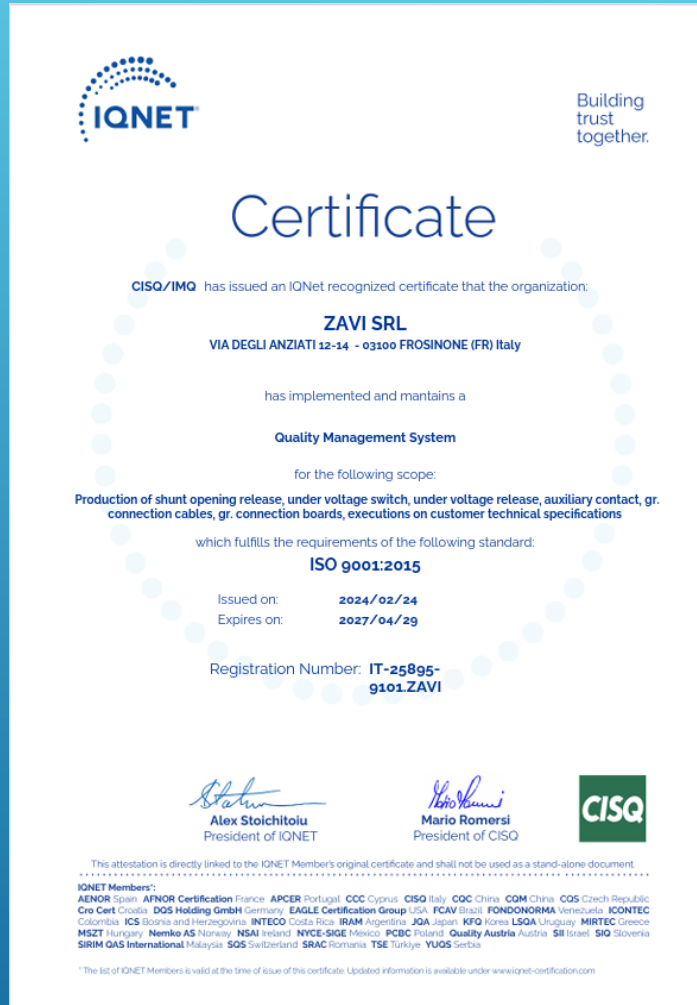 IQNET
Building
trust
together.
Certificate
CISQ/IMQ has issued an IQNet recognized certificate that the organization:
ZAVI SRL
VIA DEGLI ANZIATI 12-14 - 03100 FROSINONE (FR) Italy
has implemented and mantains a
Quality Management System
for the following scope:
Production of shunt opening release, under voltage switch, under voltage release, auxiliary contact, gr.
connection cables, gr. connection boards, executions on customer technical specifications
which fulfills the requirements of the following standard:
ISO 9001:2015
Issued on: 2024/02/24
Expires on: 2027/04/29
Registration Number: IT-25895-
9101.ZAVI
Alex Stoichitoiu
President of IQNET
Mario Romersi
President of CISQ
CISQ
This attestation is directly linked to the IQNET Member's original certificate and shall not be used as a stand-alone document.
IQNET Members*:
AENOR Spain AFNOR Certification France APCER Portugal CCC Cyprus CISQ Italy CQC China CQM China CQS Czech Republic
Cro Cert Croatia DQS Holding GmbH Germany EAGLE Certification Group USA FCAV Brazil FONDONORMA Venezuela ICONTEC
Colombia ICS Bosnia and Herzegovina INTECO Costa Rica IRAM Argentina JQA Japan KFQ Korea LSQA Uruguay MIRTEC Greece
MSZT Hungary Nemko AS Norway NSAI Ireland NYCE-SIGE México PCBC Poland Quality Austria Austria SII Israel SIQ Slovenia
SIRIM QAS International Malaysia SQS Switzerland SRAC Romania TSE Türkiye YUQS Serbia
* The list of IQNET Members is valid at the time of issue of this certificate. Updated information is available under www.iqnet-certification.com